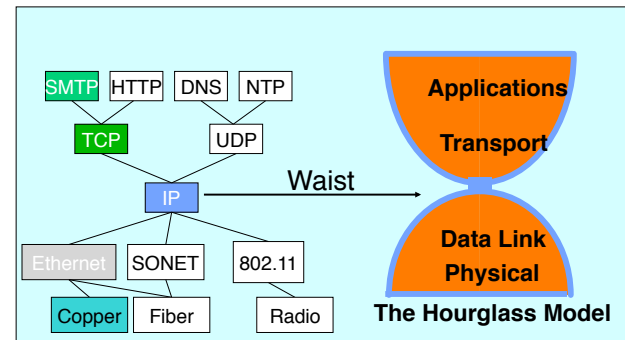 SMTP HTTP DNS NTP
TCP UDP
IP
Waist
Ethernet SONET 802.11
Copper Fiber Radio
Applications
Transport
Data Link
Physical
The Hourglass Model